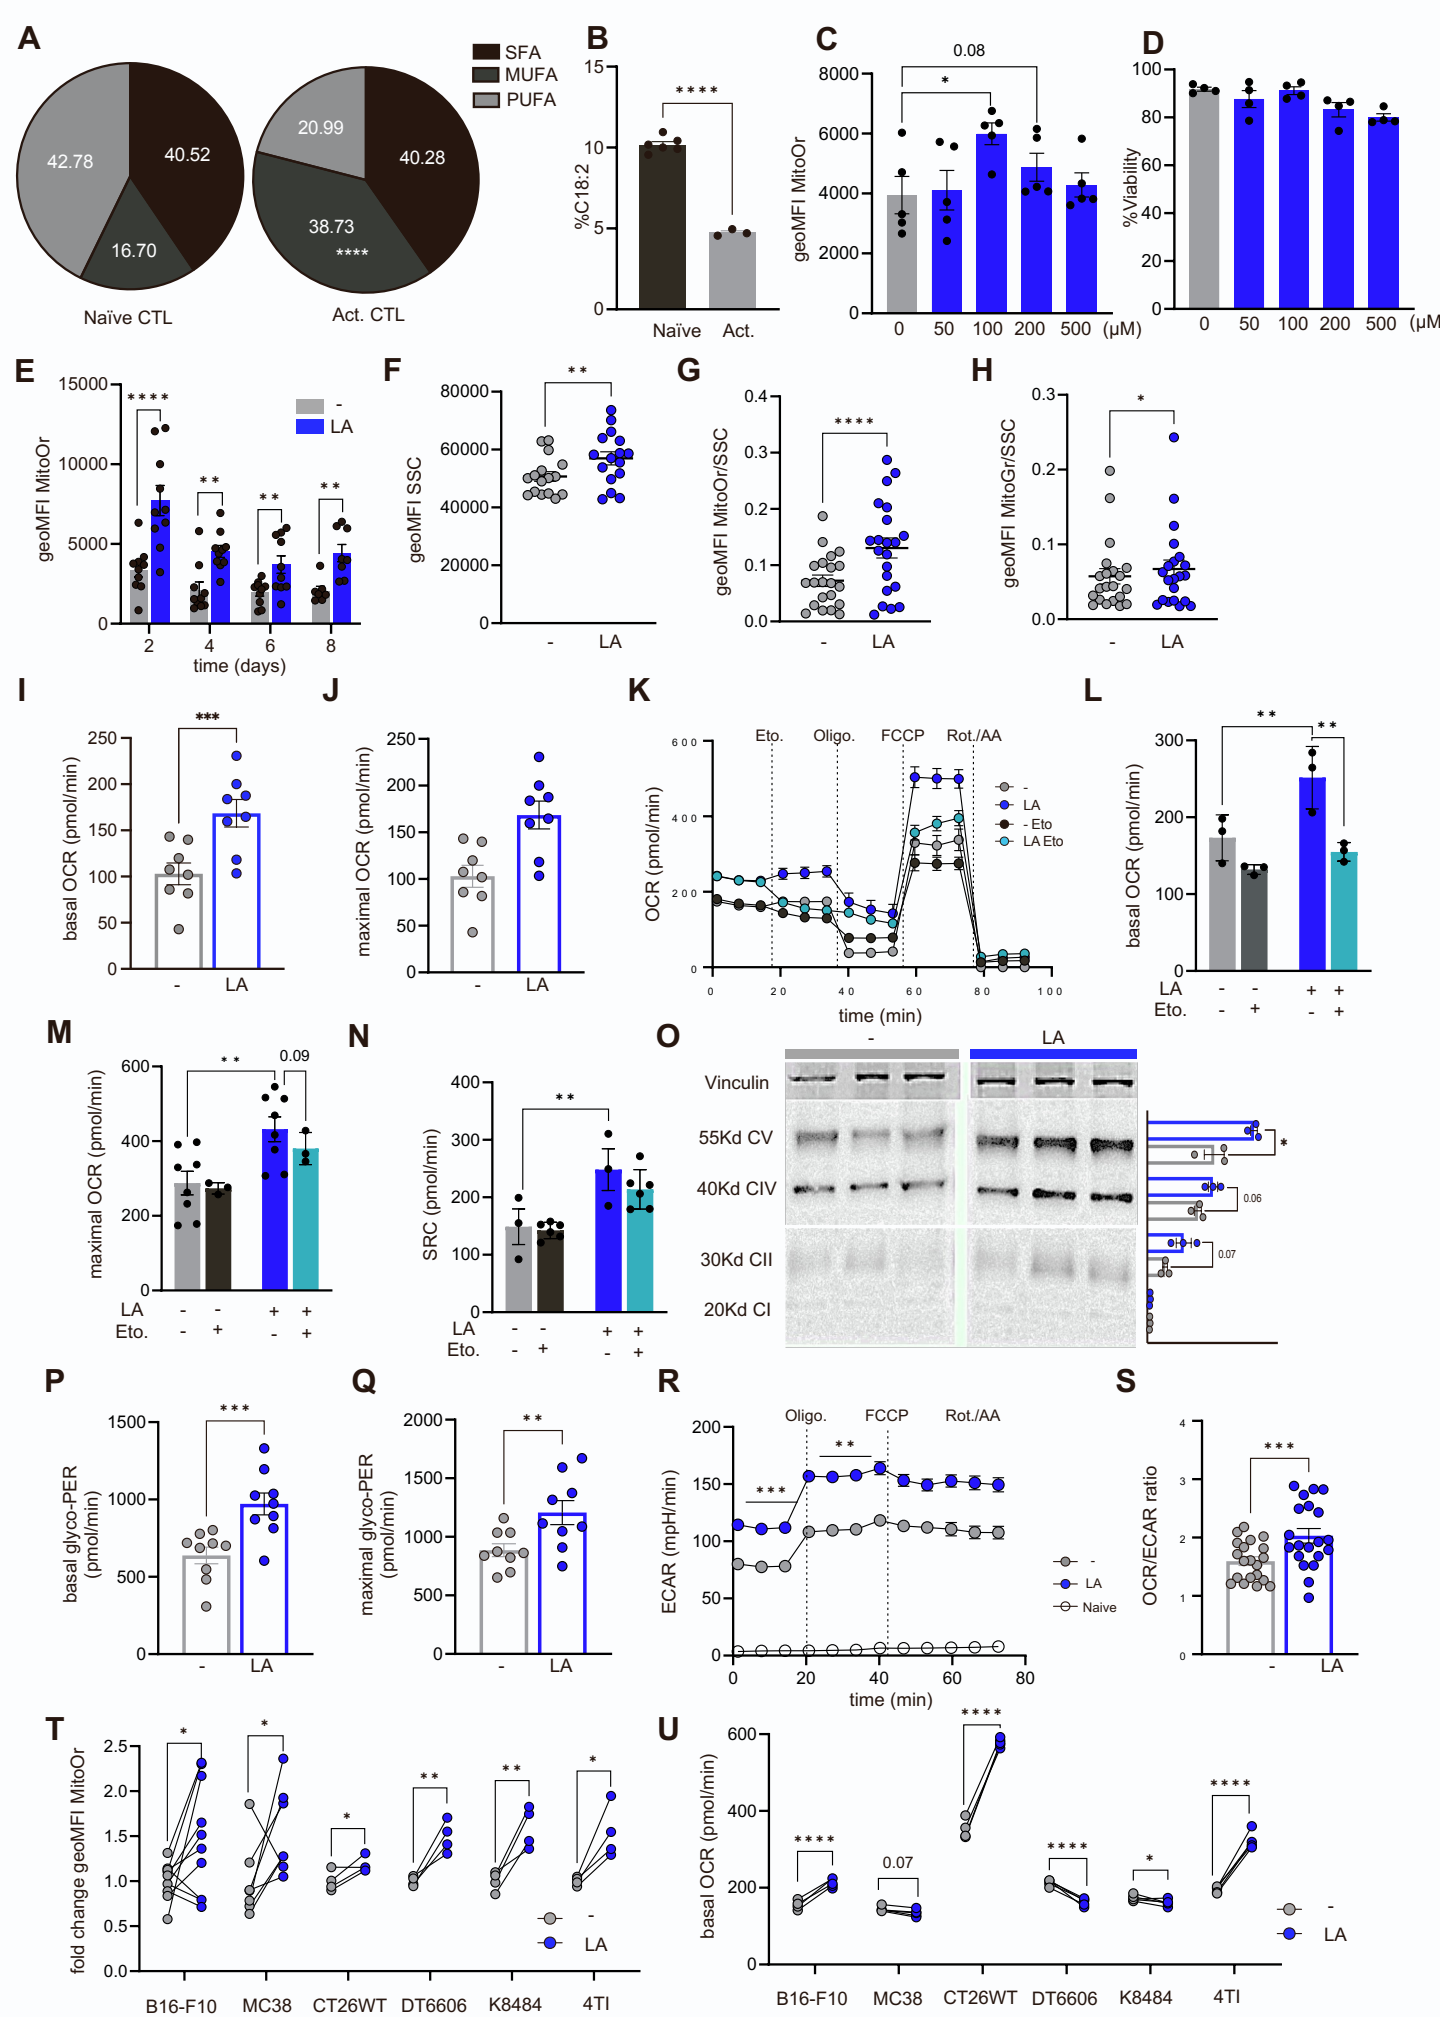 A
SFA
MUFA
PUFA
42.78
40.52
16.70
Naïve CTL
20.99
40.28
38.73
****
Act. CTL
B
%C18:2
15
10
5
0
****
Naïve Act.
C
geoMFI MitoOr
8000
6000
4000
2000
0
0.08
*
0 50 100 200 500 (μM)
D
%Viability
100
80
60
40
20
0
0 50 100 200 500 (μM
E
geoMFI MitoOr
15000
10000
5000
0
**** ** ** **
-
LA
2 4 6 8
time (days)
F
geoMFI SSC
80000
60000
40000
20000
0
**
- LA
G
geoMFI MitoOr/SSC
0.4
0.3
0.2
0.1
0.0
****
- LA
H
geoMFI MitoGr/SSC
0.3
0.2
0.1
0.0
*
- LA
I
basal OCR (pmol/min)
250
200
150
100
50
0
***
- LA
J
maximal OCR (pmol/min)
250
200
150
100
50
0
- LA
K
OCR (pmol/min)
600
400
200
0
Eto. Oligo. FCCP Rot./AA
-
LA
- Eto
LA Eto
0 20 40 60 80 100
time (min)
L
basal OCR (pmol/min)
300
200
100
0
** **
LA - - + +
Eto. - + - +
M
maximal OCR (pmol/min)
600
400
200
0
** 0.09
LA - - + +
Eto. - + - +
N
SRC (pmol/min)
400
300
200
100
0
**
LA - - + +
Eto. - + - +
O
- LA
Vinculin
55Kd CV
40Kd CIV
30Kd CII
20Kd CI
*
0.06
0.07
P
basal glyco-PER
(pmol/min)
1500
1000
500
0
***
- LA
Q
maximal glyco-PER
(pmol/min)
2000
1500
1000
500
0
**
- LA
R
ECAR (mpH/min)
200
150
100
50
0
Oligo. FCCP Rot./AA
*** **
-
LA
Naive
0 20 40 60 80
time (min)
S
OCR/ECAR ratio
4
3
2
1
0
***
- LA
T
fold change geoMFI MitoOr
2.5
2.0
1.5
1.0
0.5
0.0
* * * ** ** *
-
LA
B16-F10 MC38 CT26WT DT6606 K8484 4TI
U
basal OCR (pmol/min)
600
400
200
0
**** 0.07 **** **** * ****
-
LA
B16-F10 MC38 CT26WT DT6606 K8484 4TI